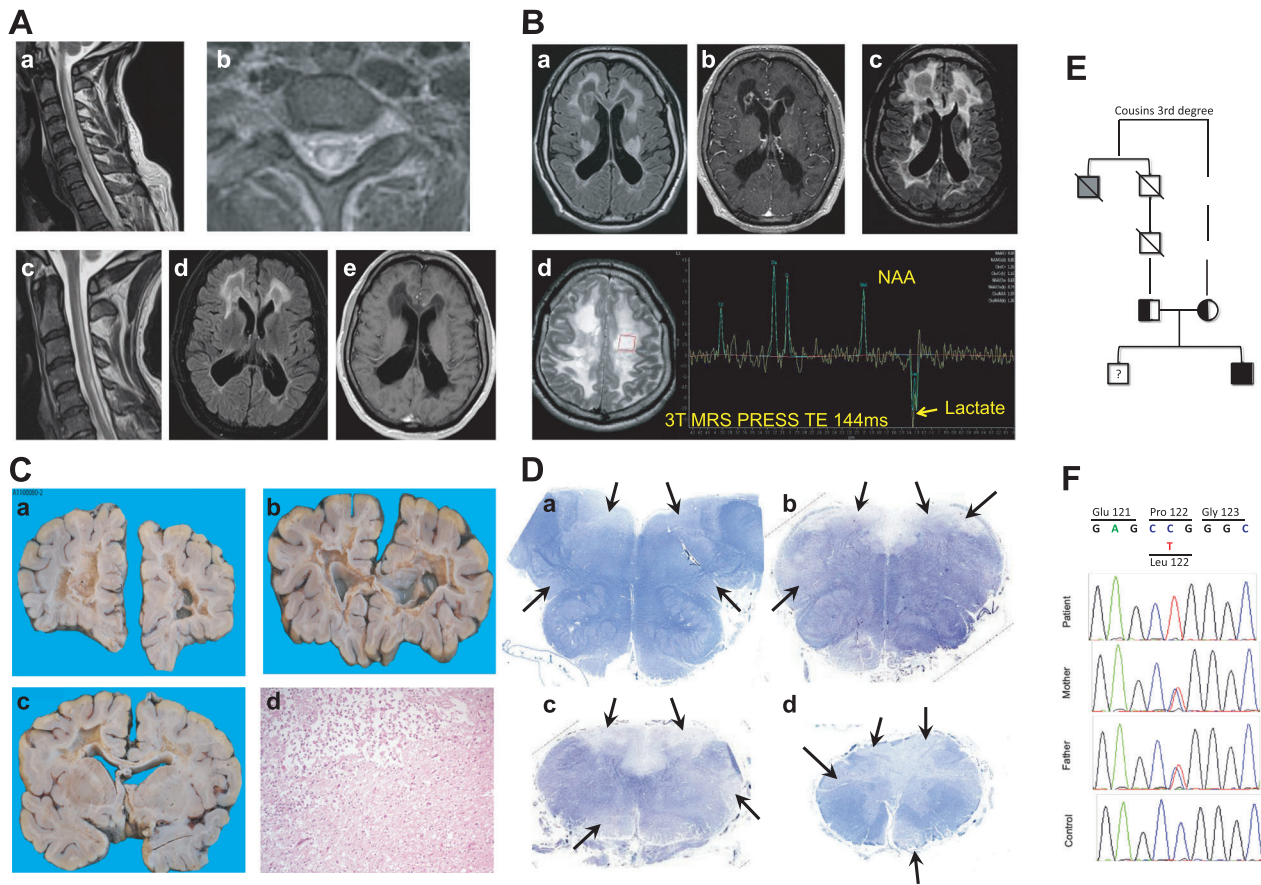 A
a
b
c
d
e
B
a
b
c
d
NAA
Lactate
3T MRS PRESS TE 144ms
C
a
b
c
d
D
a
b
c
d
E
Cousins 3rd degree
?
F
Glu 121 Pro 122 Gly 123
G A G C C G G G C
T
Leu 122
Patient
Mother
Father
Control